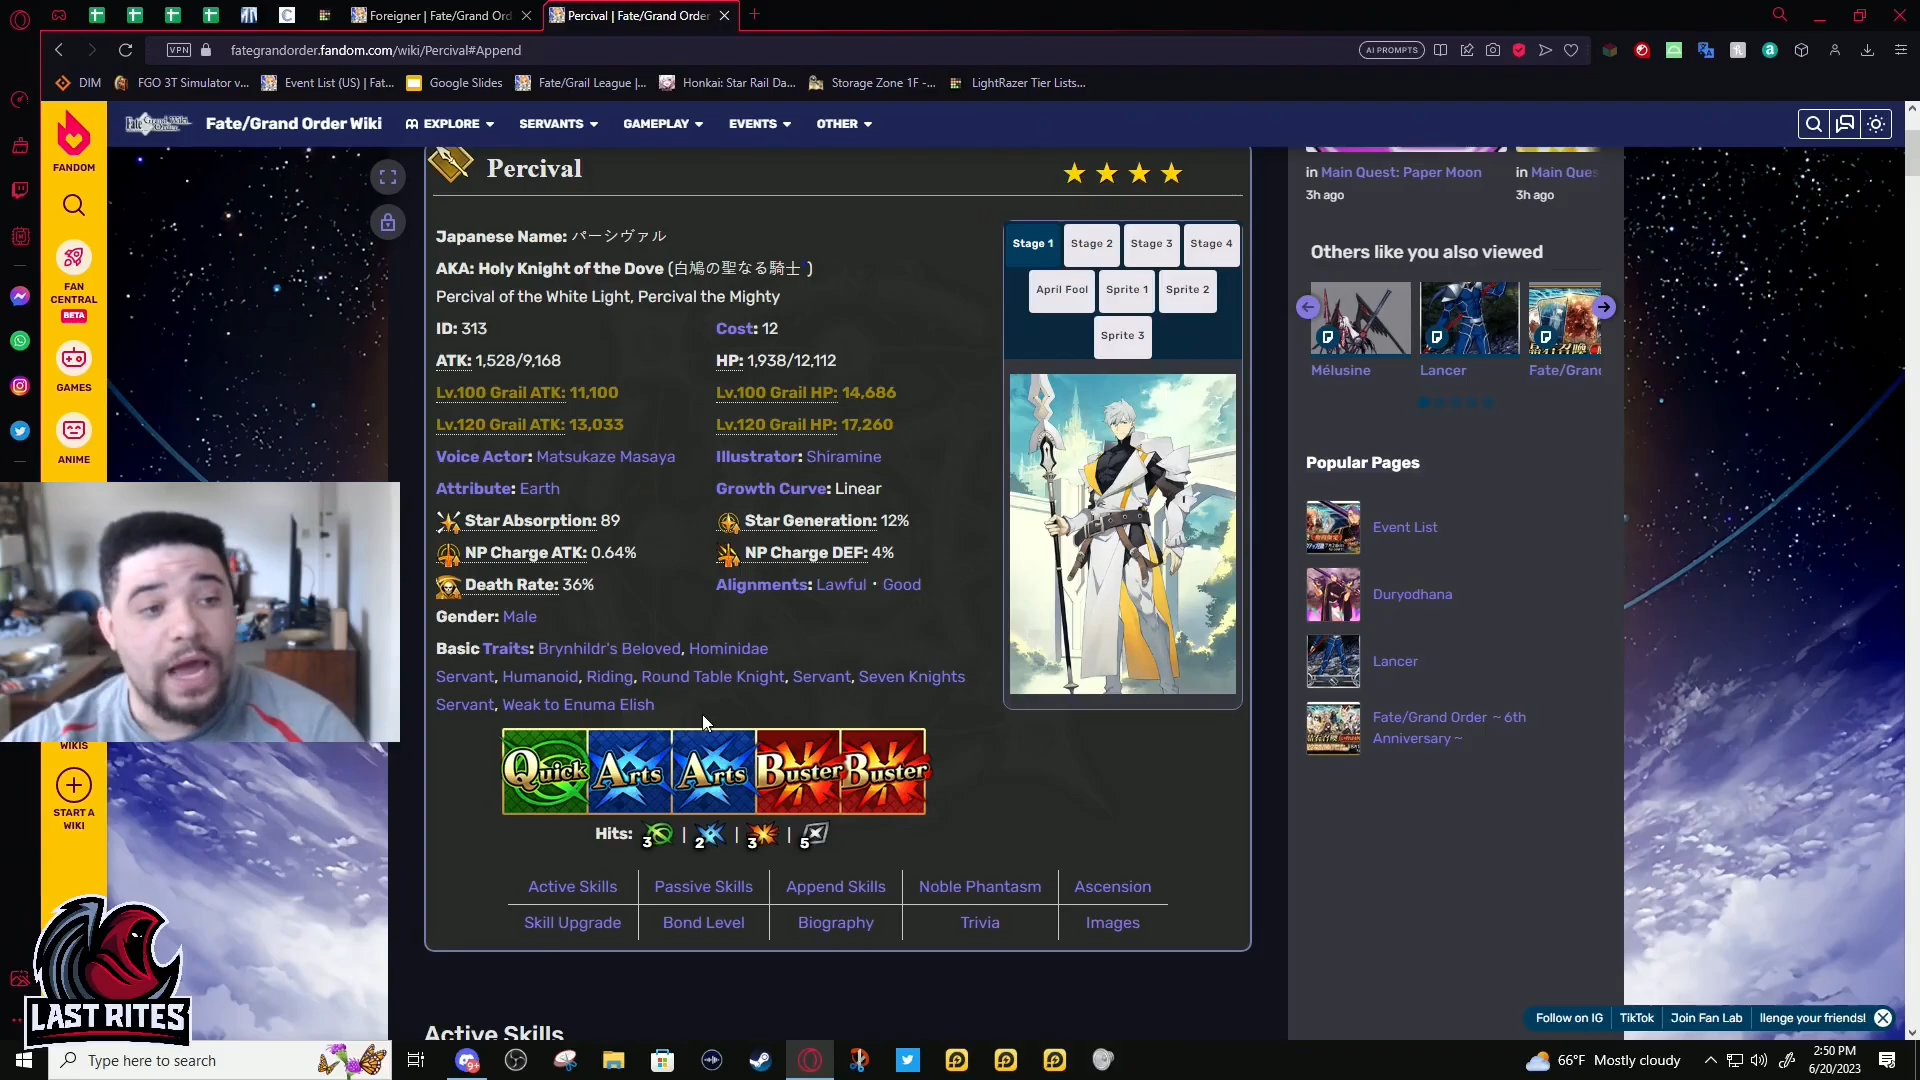 Foreigner | Fate/Grand Ord
Percival | Fate/Grand Order
VPN
fategrandorder.fandom.com/wiki/Percival#Append
AI PROMPTS
DIM
FGO 3T Simulator v...
Event List (US) | Fat...
Google Slides
Fate/Grail League |...
Honkai: Star Rail Da...
Storage Zone 1F -...
LightRazer Tier Lists...
Fate/Grand Order Wiki
EXPLORE
SERVANTS
GAMEPLAY
EVENTS
OTHER
FANDOM
FAN
CENTRAL
BETA
GAMES
ANIME
WIKIS
START A
WIKI
Percival
Japanese Name: パーシヴァル
AKA: Holy Knight of the Dove (白鳩の聖なる騎士?)
Percival of the White Light, Percival the Mighty
ID: 313
Cost: 12
ATK: 1,528/9,168
HP: 1,938/12,112
Lv.100 Grail ATK: 11,100
Lv.100 Grail HP: 14,686
Lv.120 Grail ATK: 13,033
Lv.120 Grail HP: 17,260
Voice Actor: Matsukaze Masaya
Illustrator: Shiramine
Attribute: Earth
Growth Curve: Linear
Star Absorption: 89
Star Generation: 12%
NP Charge ATK: 0.64%
NP Charge DEF: 4%
Death Rate: 36%
Alignments: Lawful・Good
Gender: Male
Basic Traits: Brynhildr's Beloved, Hominidae
Servant, Humanoid, Riding, Round Table Knight, Servant, Seven Knights
Servant, Weak to Enuma Elish
Quick Arts Arts Buster Buster
Hits: 3 | 2 | 3 | 5
Active Skills
Passive Skills
Append Skills
Noble Phantasm
Ascension
Skill Upgrade
Bond Level
Biography
Trivia
Images
Active Skills
Stage 1
Stage 2
Stage 3
Stage 4
April Fool
Sprite 1
Sprite 2
Sprite 3
in Main Quest: Paper Moon
3h ago
in Main Ques
3h ago
Others like you also viewed
Mélusine
Lancer
Fate/Grand
Popular Pages
Event List
Duryodhana
Lancer
Fate/Grand Order ～6th
Anniversary～
Follow on IG
TikTok
Join Fan Lab
llenge your friends!
LAST RITES
Type here to search
9+
66°F Mostly cloudy
2:50 PM
6/20/2023